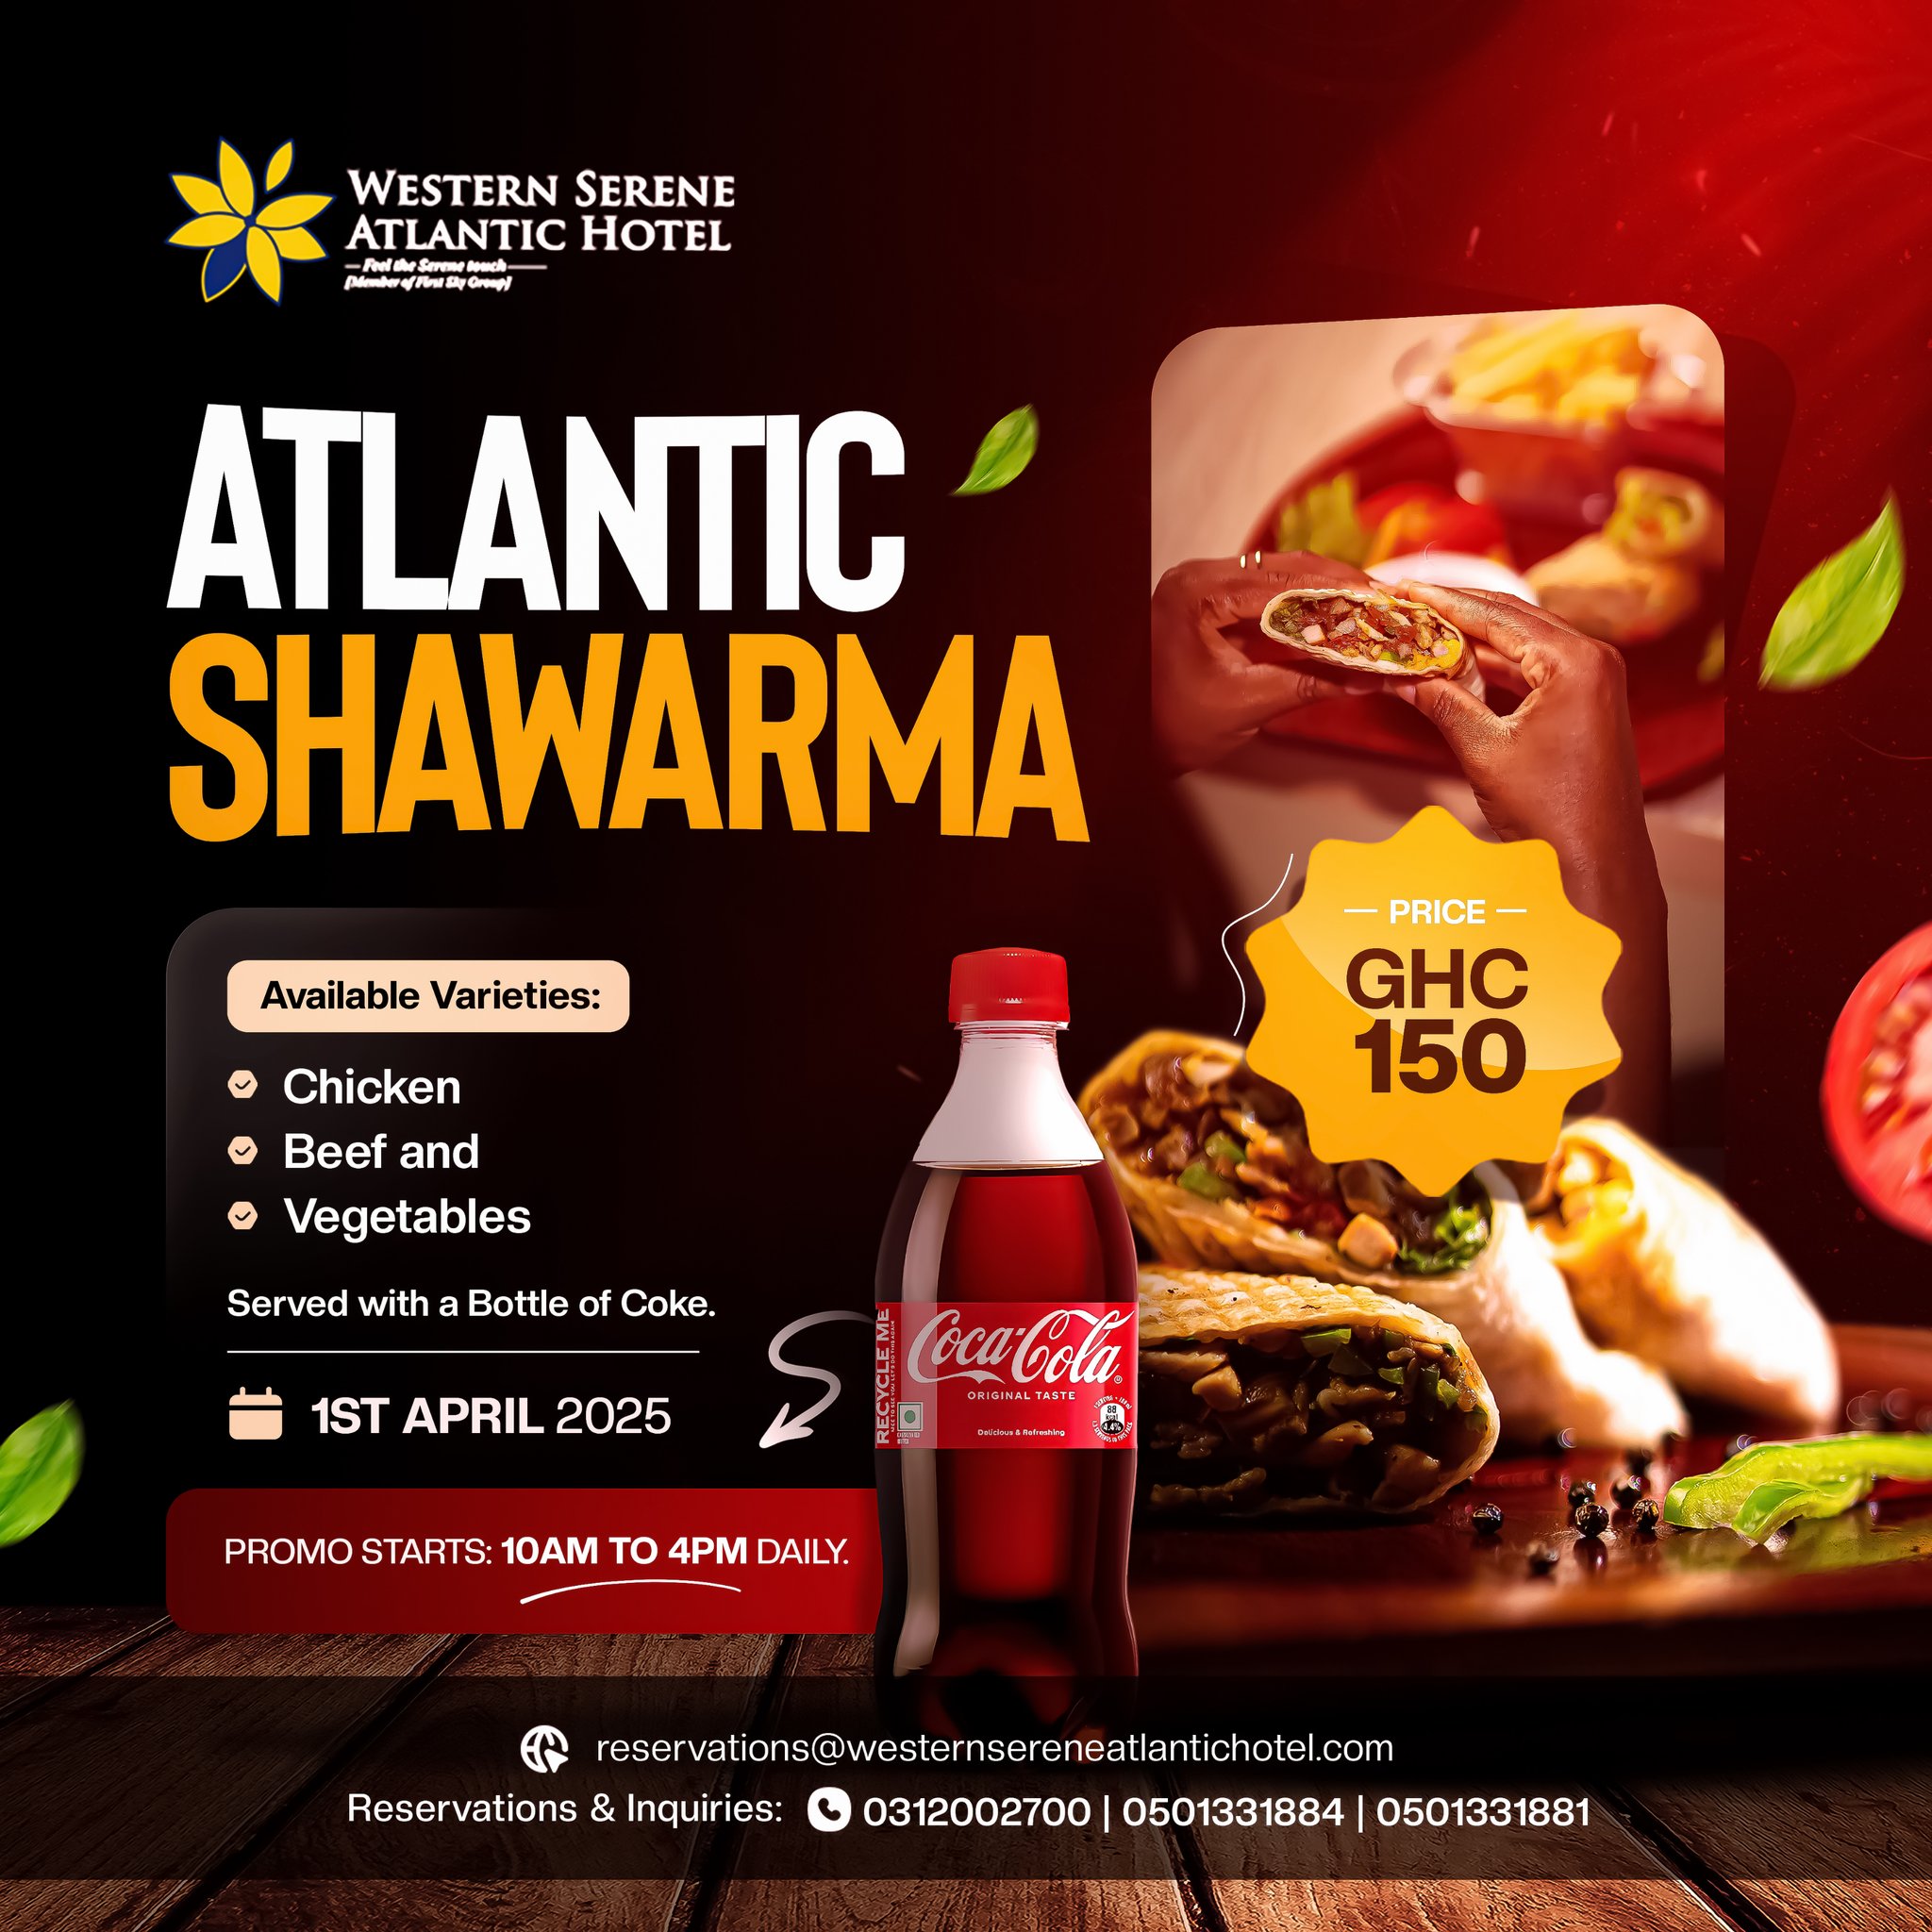 WESTERN SERENE
ATLANTIC HOTEL
Feel the Serene touch
[Member of First Sky Group]
ATLANTIC
SHAWARMA
PRICE
GHC
150
Available Varieties:
Chicken
Beef and
Vegetables
Served with a Bottle of Coke.
1ST APRIL 2025
PROMO STARTS: 10AM TO 4PM DAILY.
RECYCLE ME
Coca-Cola
ORIGINAL TASTE
Delicious & Refreshing
88
kcal
reservations@westernsereneatlantichotel.com
Reservations & Inquiries: 0312002700 | 0501331884 | 0501331881